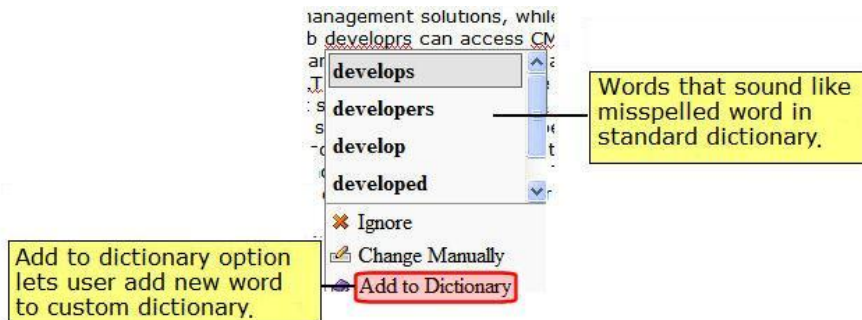 management solutions, while
b developrs can access CM
develops
developers
develop
developed
Ignore
Change Manually
Add to Dictionary
Words that sound like
misspelled word in
standard dictionary.
Add to dictionary option
lets user add new word
to custom dictionary.